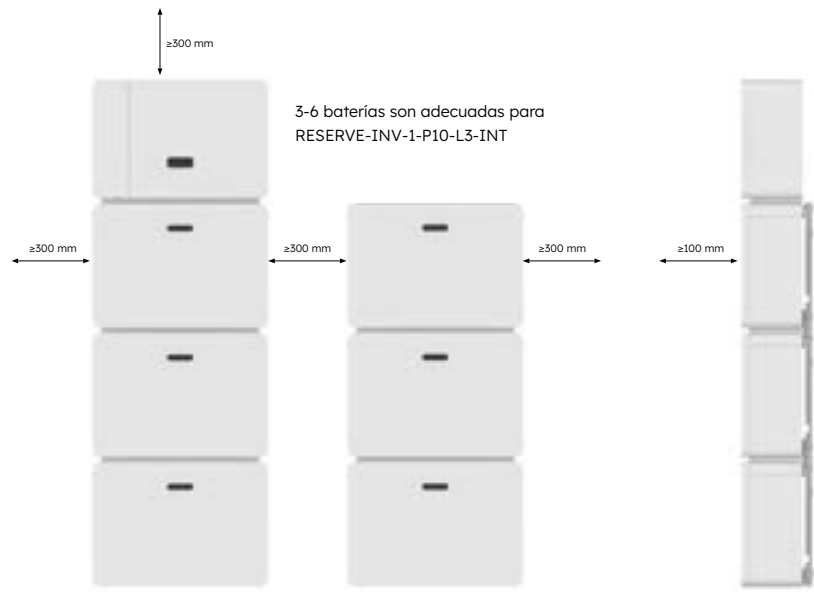 ≥300 mm
3-6 baterías son adecuadas para
RESERVE-INV-1-P10-L3-INT
≥300 mm
≥300 mm
≥300 mm
≥100 mm